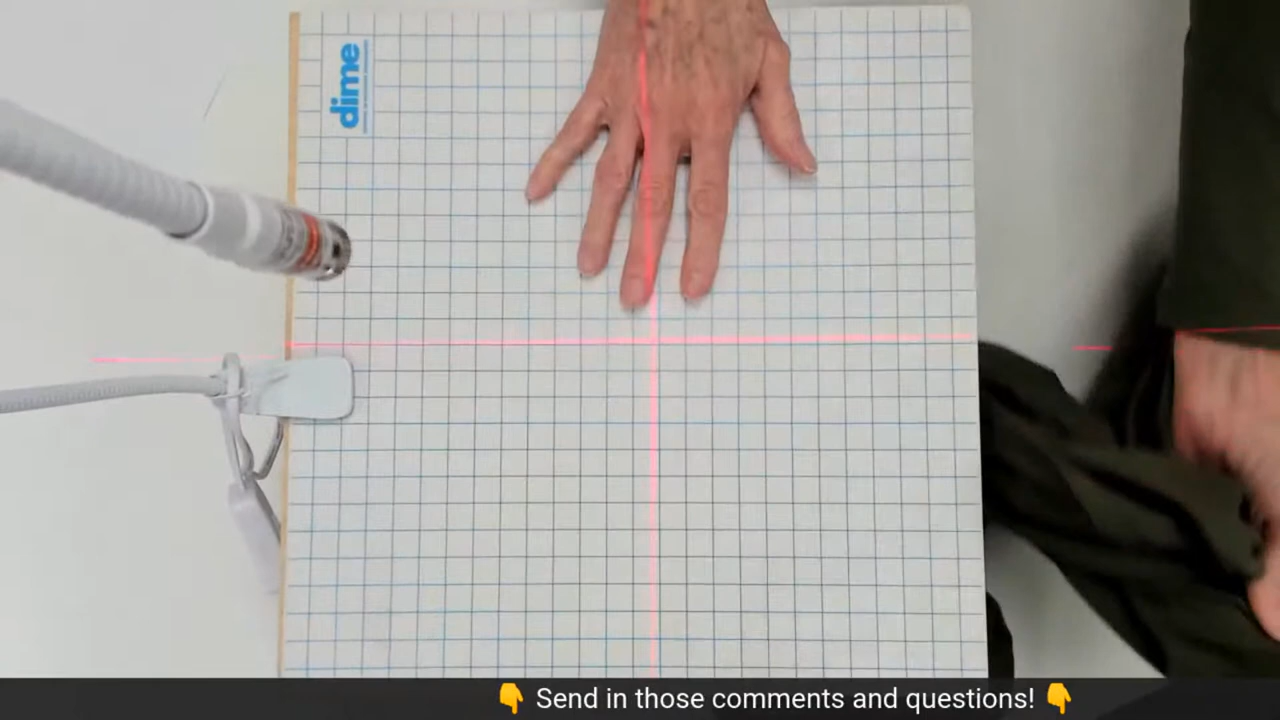 dime
👇 Send in those comments and questions! 👇